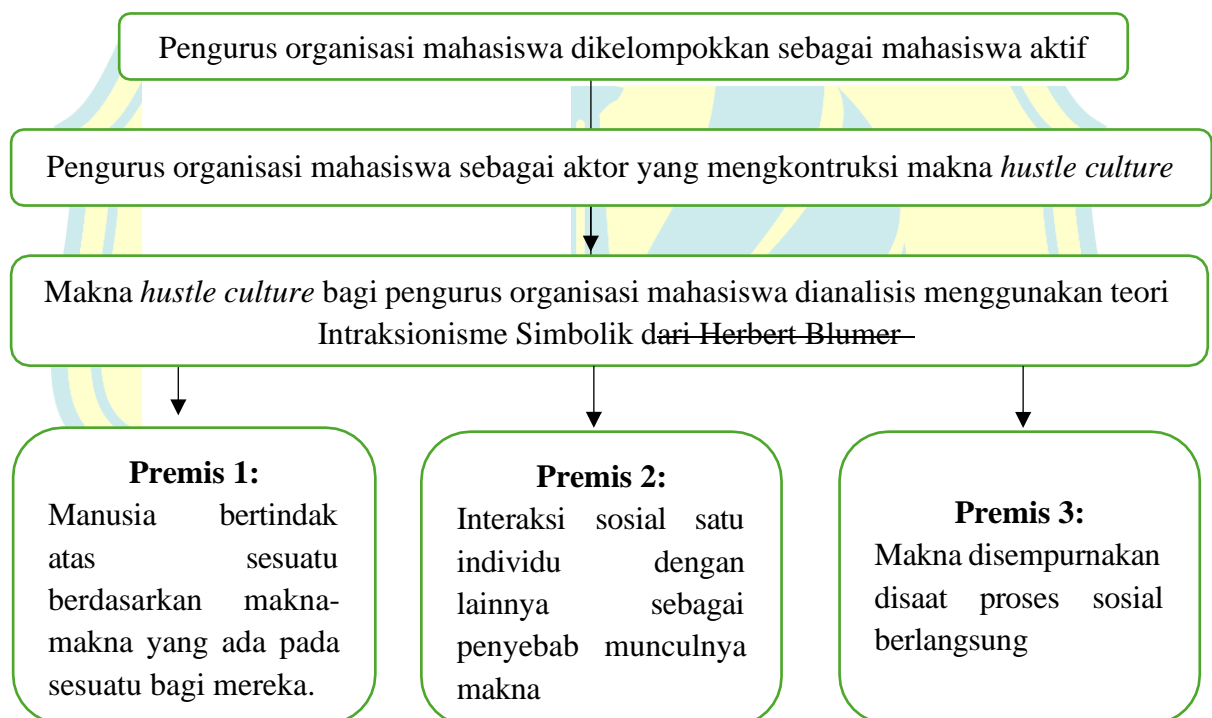 Pengurus organisasi mahasiswa dikelompokkan sebagai mahasiswa aktif
Pengurus organisasi mahasiswa sebagai aktor yang mengkontruksi makna hustle culture
Makna hustle culture bagi pengurus organisasi mahasiswa dianalisis menggunakan teori
Intraksionisme Simbolik dari Herbert Blumer
Premis 1:
Manusia bertindak
atas sesuatu
berdasarkan makna-
makna yang ada pada
sesuatu bagi mereka.
Premis 2:
Interaksi sosial satu
individu dengan
lainnya sebagai
penyebab munculnya
makna
Premis 3:
Makna disempurnakan
disaat proses sosial
berlangsung